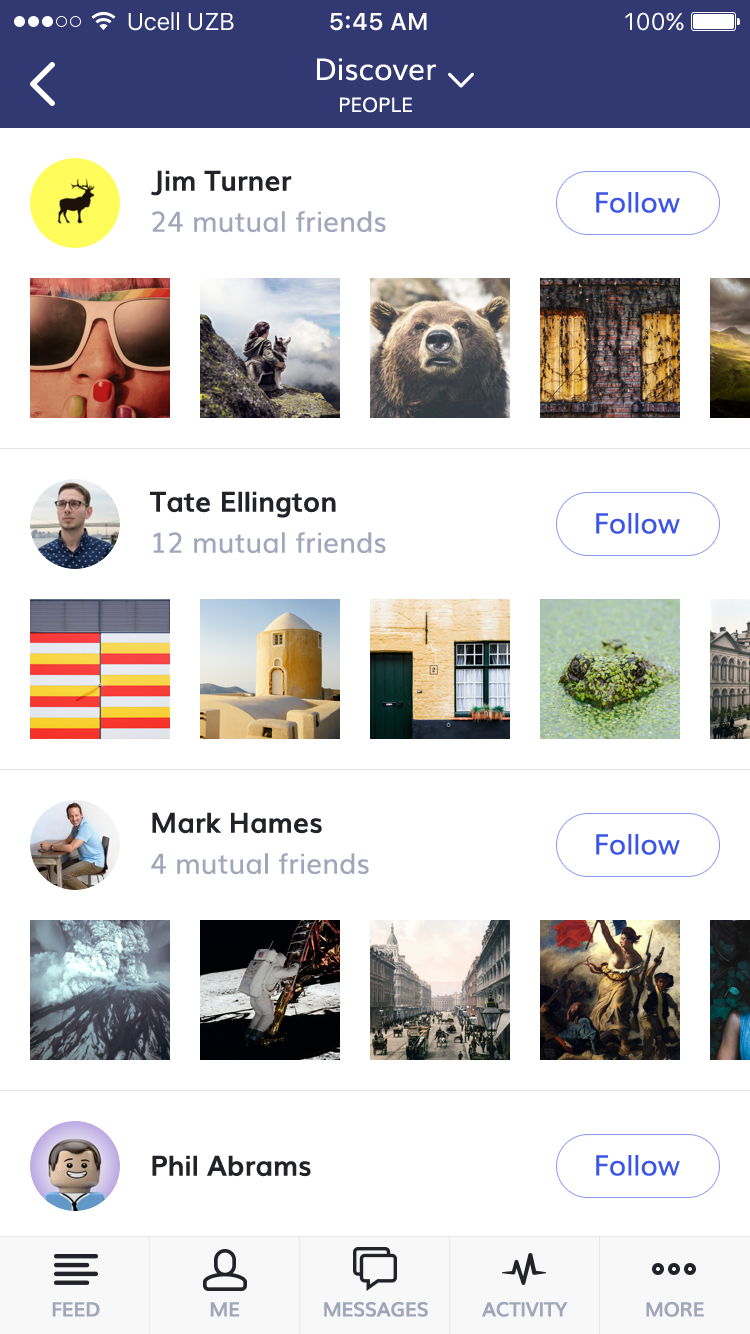 Ucell UZB 5:45 AM 100%
Discover
PEOPLE
Jim Turner
24 mutual friends
Follow
Tate Ellington
12 mutual friends
Follow
Mark Hames
4 mutual friends
Follow
Phil Abrams
Follow
FEED ME MESSAGES ACTIVITY MORE